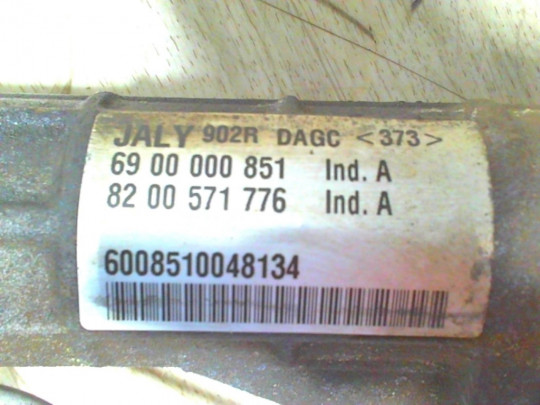 JALY 902R DAGC <373>
69 00 000 851 Ind. A
82 00 571 776 Ind. A
6008510048134